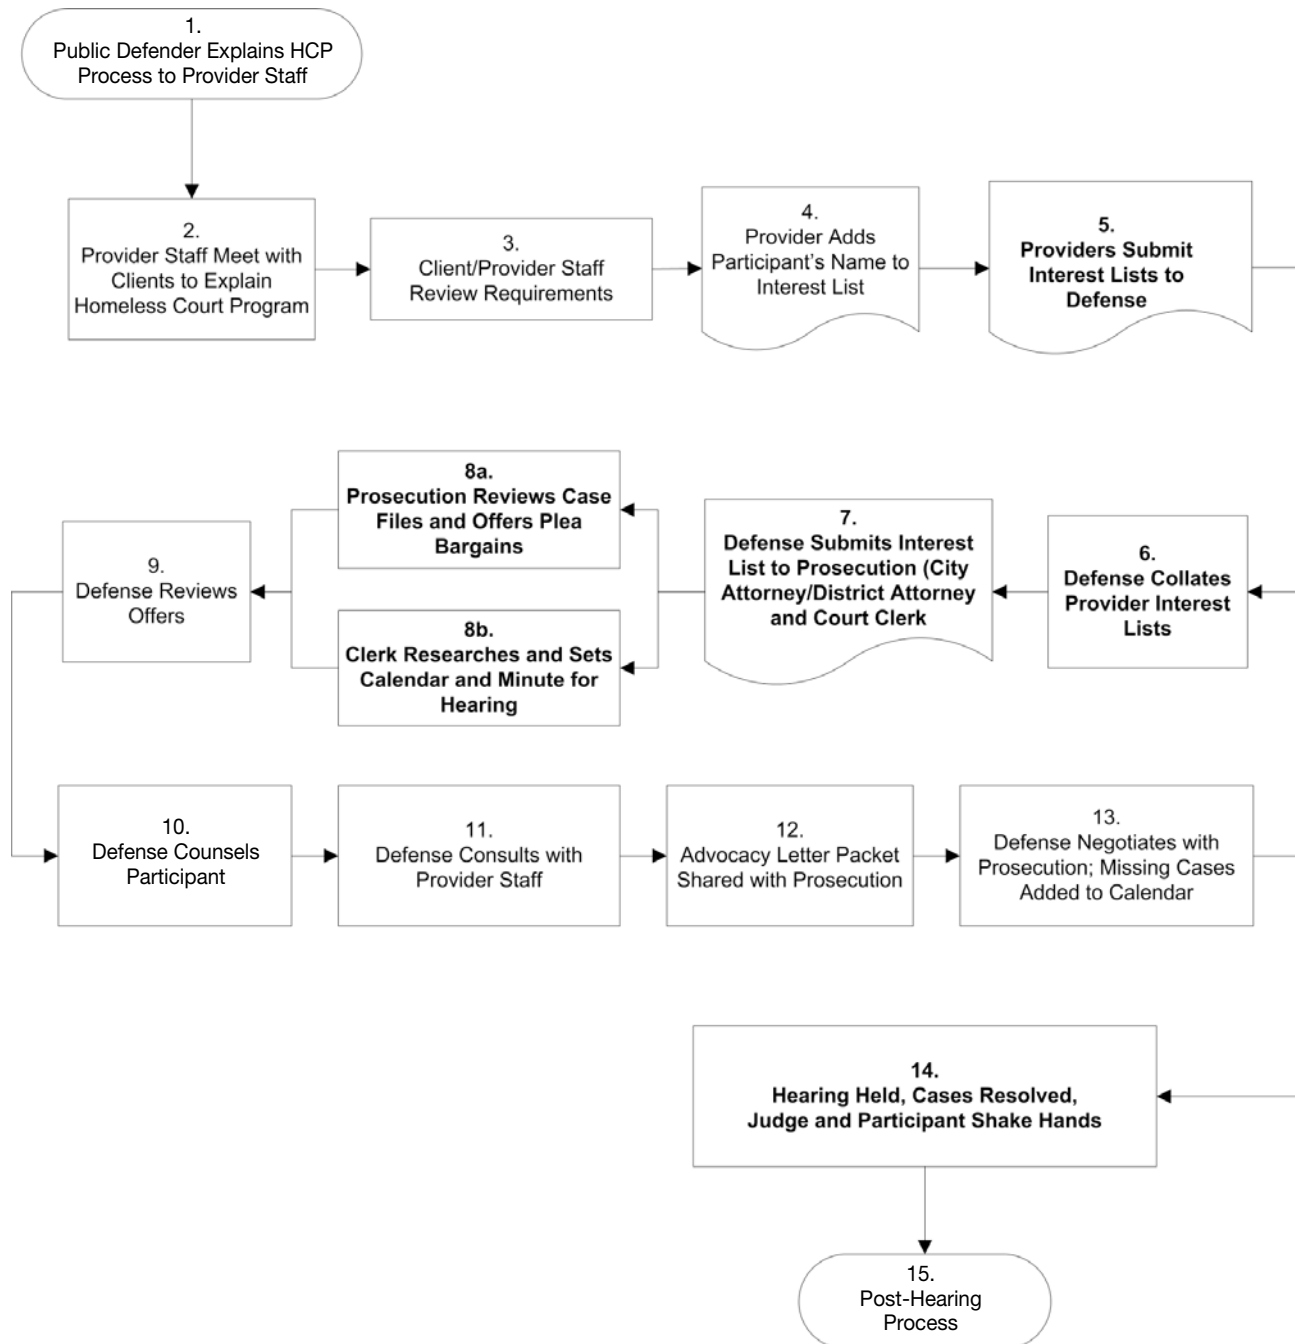 1.
Public Defender Explains HCP
Process to Provider Staff
2.
Provider Staff Meet with
Clients to Explain
Homeless Court Program
3.
Client/Provider Staff
Review Requirements
4.
Provider Adds
Participant’s Name to
Interest List
5.
Providers Submit
Interest Lists to
Defense
6.
Defense Collates
Provider Interest
Lists
7.
Defense Submits Interest
List to Prosecution (City
Attorney/District Attorney
and Court Clerk
8a.
Prosecution Reviews Case
Files and Offers Plea
Bargains
8b.
Clerk Researches and Sets
Calendar and Minute for
Hearing
9.
Defense Reviews
Offers
10.
Defense Counsels
Participant
11.
Defense Consults with
Provider Staff
12.
Advocacy Letter Packet
Shared with Prosecution
13.
Defense Negotiates with
Prosecution; Missing Cases
Added to Calendar
14.
Hearing Held, Cases Resolved,
Judge and Participant Shake Hands
15.
Post-Hearing
Process